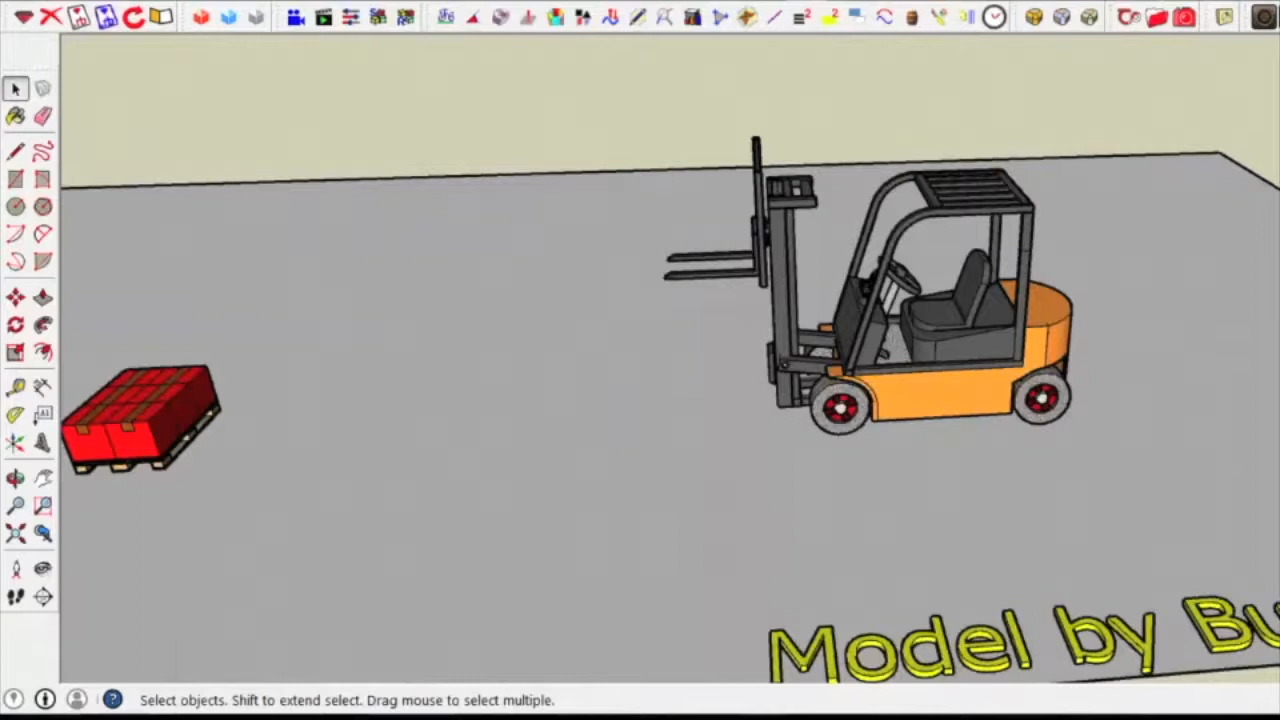 Model by Bu
Select objects. Shift to extend select. Drag mouse to select multiple.